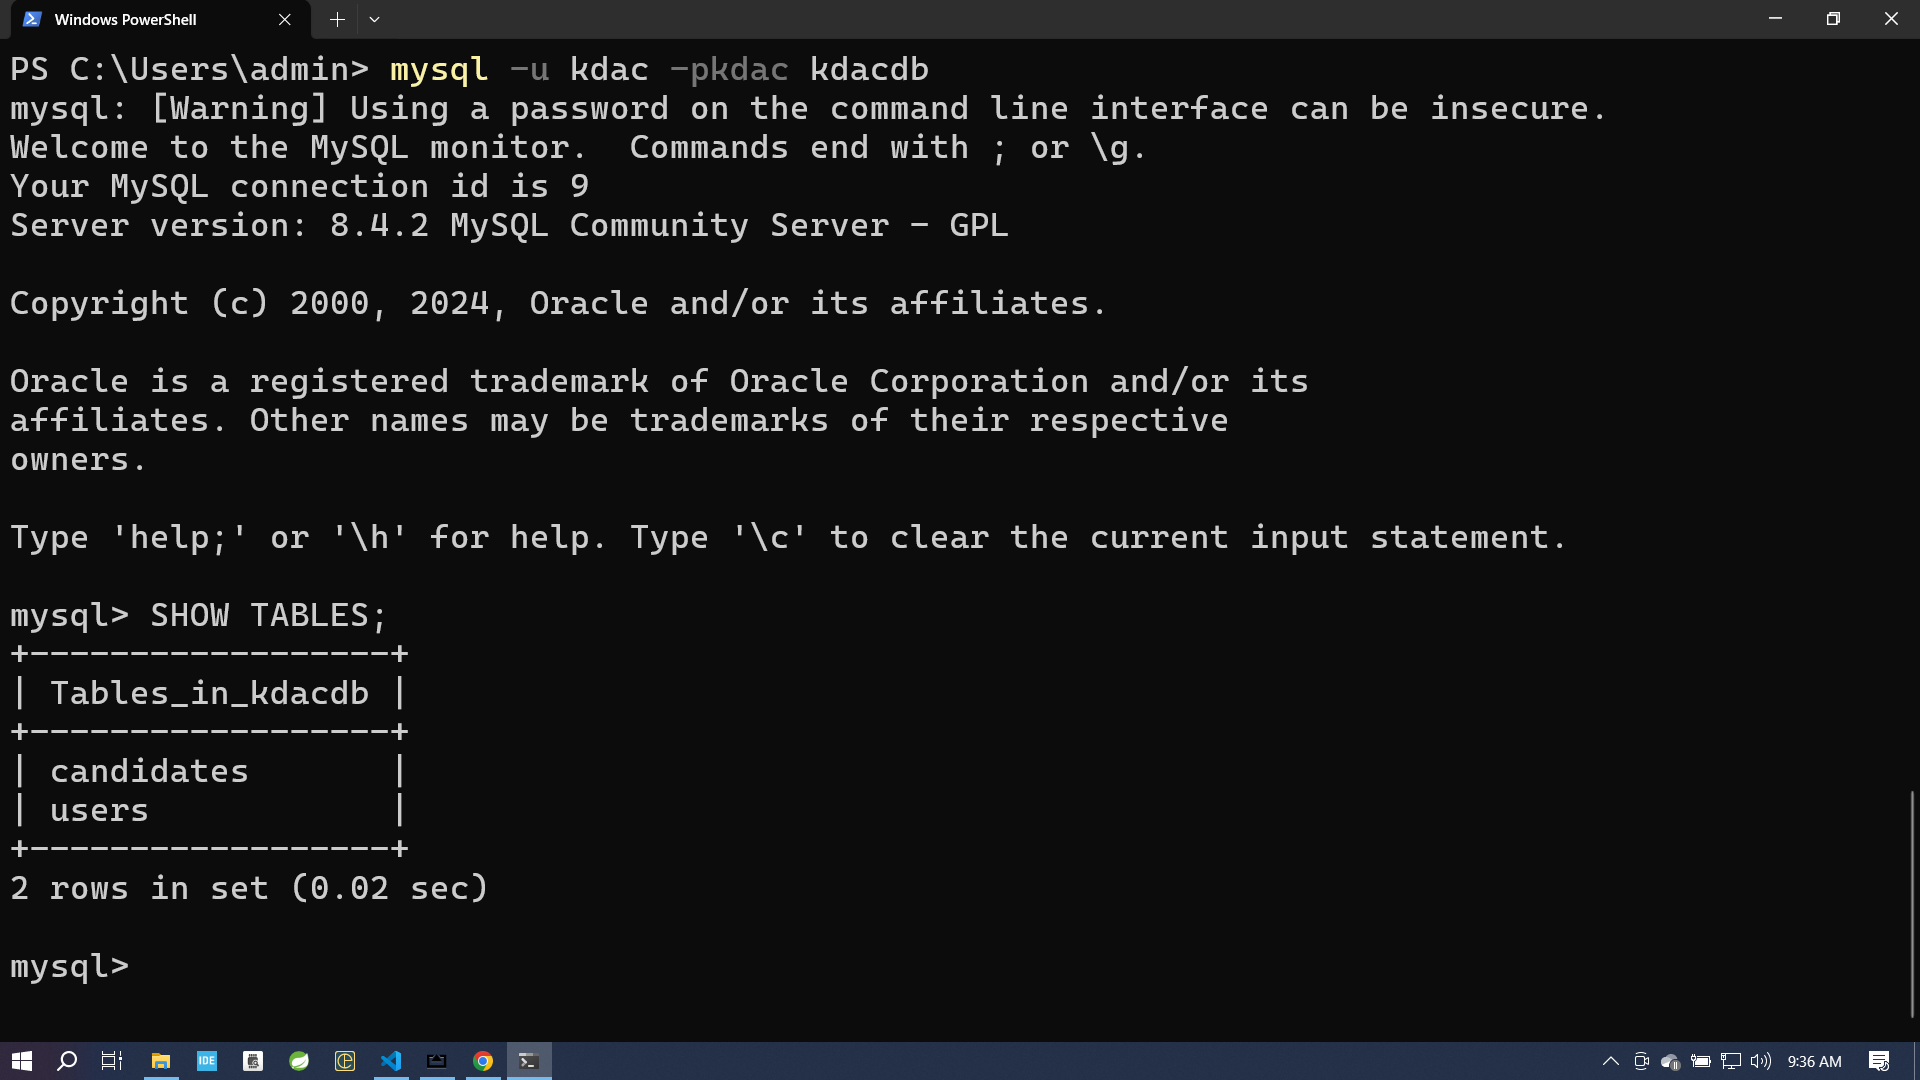 Windows PowerShell
PS C:\Users\admin> mysql -u kdac -pkdac kdacdb
mysql: [Warning] Using a password on the command line interface can be insecure.
Welcome to the MySQL monitor.  Commands end with ; or \g.
Your MySQL connection id is 9
Server version: 8.4.2 MySQL Community Server - GPL
Copyright (c) 2000, 2024, Oracle and/or its affiliates.
Oracle is a registered trademark of Oracle Corporation and/or its
affiliates. Other names may be trademarks of their respective
owners.
Type 'help;' or '\h' for help. Type '\c' to clear the current input statement.
mysql> SHOW TABLES;
+------------------+
| Tables_in_kdacdb |
+------------------+
| candidates       |
| users            |
+------------------+
2 rows in set (0.02 sec)
mysql>
IDE
9:36 AM